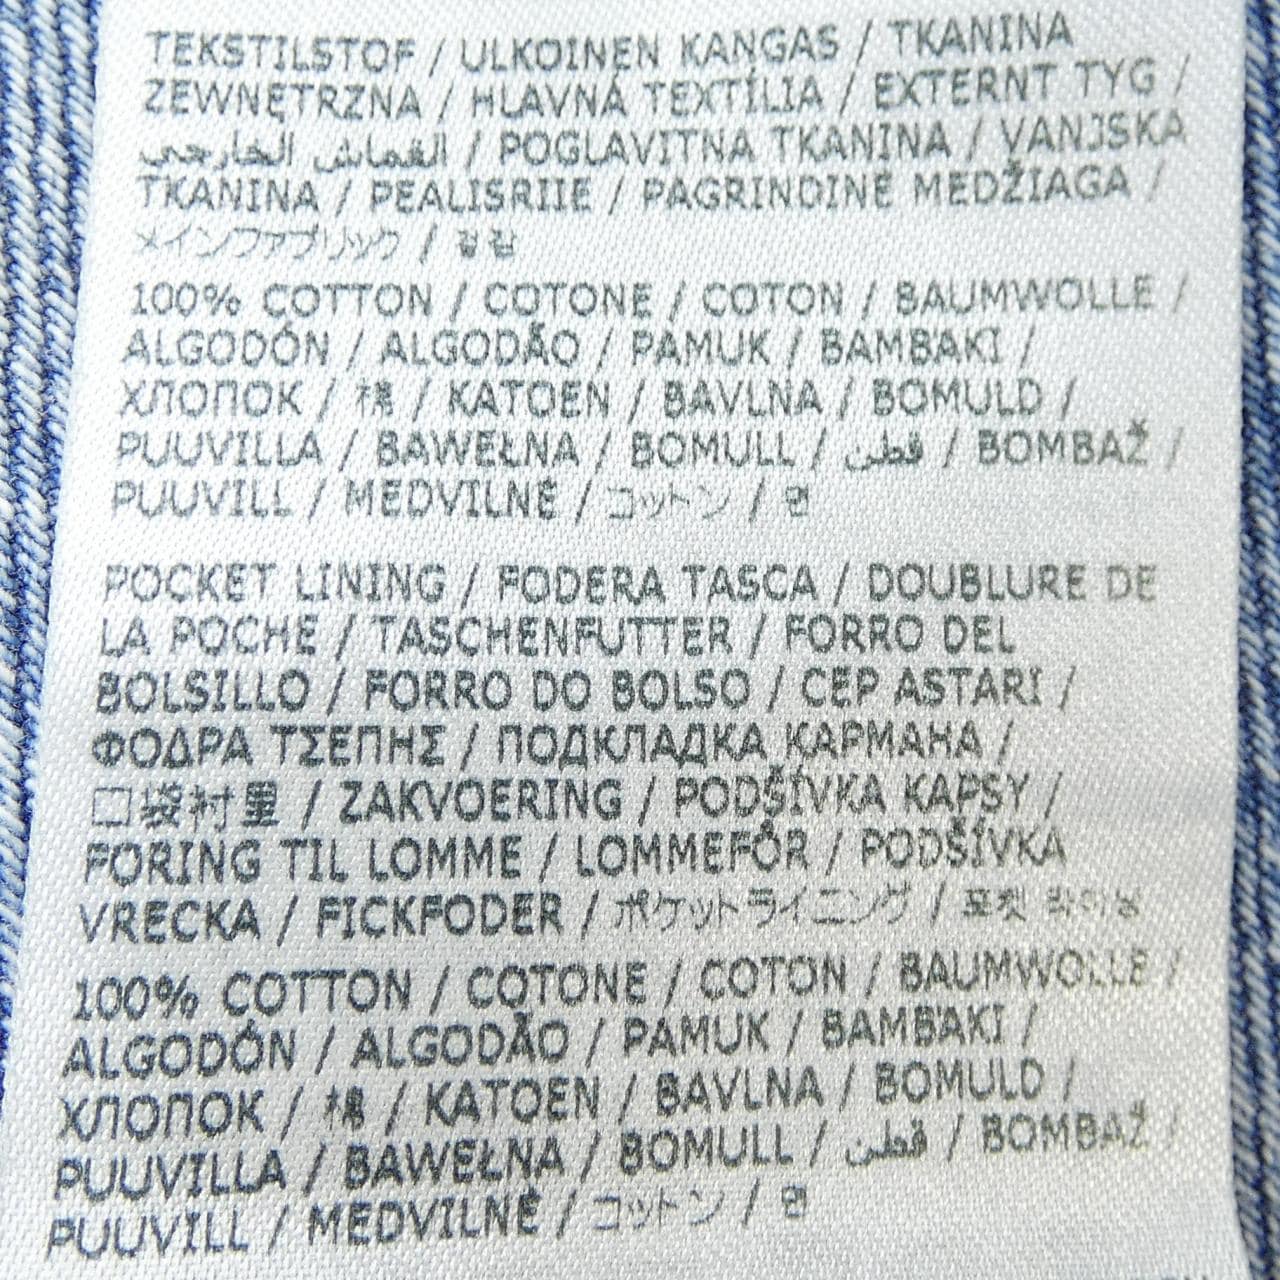 TEKSTILSTOF / ULKOINEN KANGAS / TKANINA
ZEWNĘTRZNA / HLAVNÁ TEXTÍLIA / EXTERNT TYG /
القماش الخارجي / POGLAVITNA TKANINA / VANJSKA
TKANINA / PEALISRIIE / PAGRINDINĖ MEDŽIAGA /
メインファブリック / 겉감
100% COTTON / COTONE / COTON / BAUMWOLLE /
ALGODÓN / ALGODÃO / PAMUK / ΒΑΜΒΆΚΙ /
ХЛОПОК / 棉 / KATOEN / BAVLNA / BOMULD /
PUUVILLA / BAWEŁNA / BOMULL / قطن / BOMBAŽ /
PUUVILL / MEDVILNĖ / コットン / 면
POCKET LINING / FODERA TASCA / DOUBLURE DE
LA POCHE / TASCHENFUTTER / FORRO DEL
BOLSILLO / FORRO DO BOLSO / CEP ASTARI /
ΦΟΔΡΑ ΤΣΕΠΗΣ / ПОДКЛАДКА КАРМАНА /
口袋衬里 / ZAKVOERING / PODŠÍVKA KAPSY /
FORING TIL LOMME / LOMMEFÔR / PODŠÍVKA
VRECKA / FICKFODER / ポケットライニング / 포켓 라이닝
100% COTTON / COTONE / COTON / BAUMWOLLE /
ALGODÓN / ALGODÃO / PAMUK / ΒΑΜΒΆΚΙ /
ХЛОПОК / 棉 / KATOEN / BAVLNA / BOMULD /
PUUVILLA / BAWEŁNA / BOMULL / قطن / BOMBAŽ /
PUUVILL / MEDVILNĖ / コットン / 면